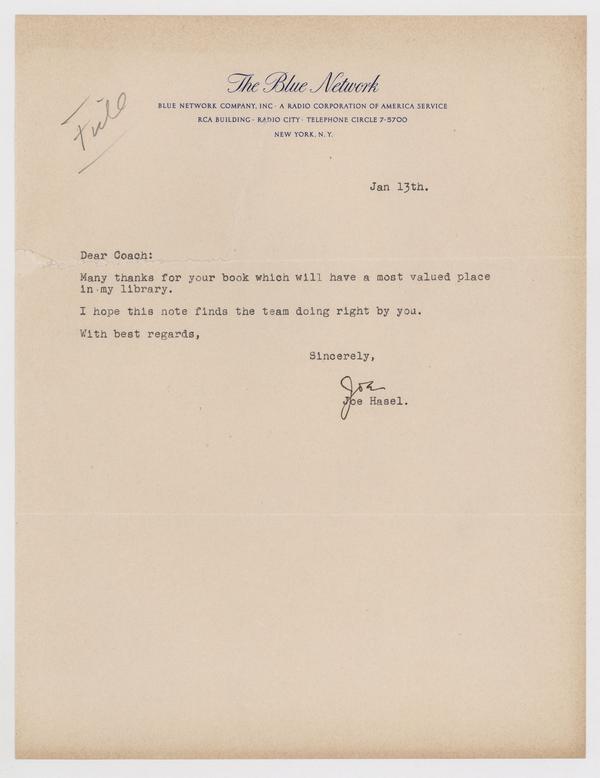 The Blue Network
BLUE NETWORK COMPANY, INC · A RADIO CORPORATION OF AMERICA SERVICE
RCA BUILDING · RADIO CITY · TELEPHONE CIRCLE 7-5700
NEW YORK, N. Y.
Jan 13th.
Dear Coach:
Many thanks for your book which will have a most valued place
in my library.
I hope this note finds the team doing right by you.
With best regards,
Sincerely,
Joe
Joe Hasel.